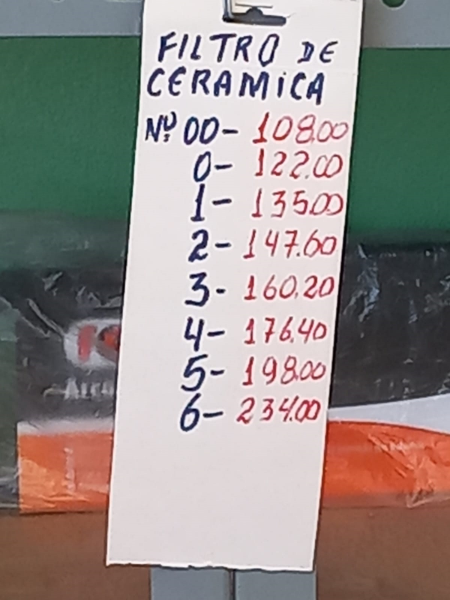 FILTRO DE
CERAMICA
Nº 00- 108.00
0- 122.00
1- 135.00
2- 147.60
3- 160.20
4- 176.40
5- 198.00
6- 234.00